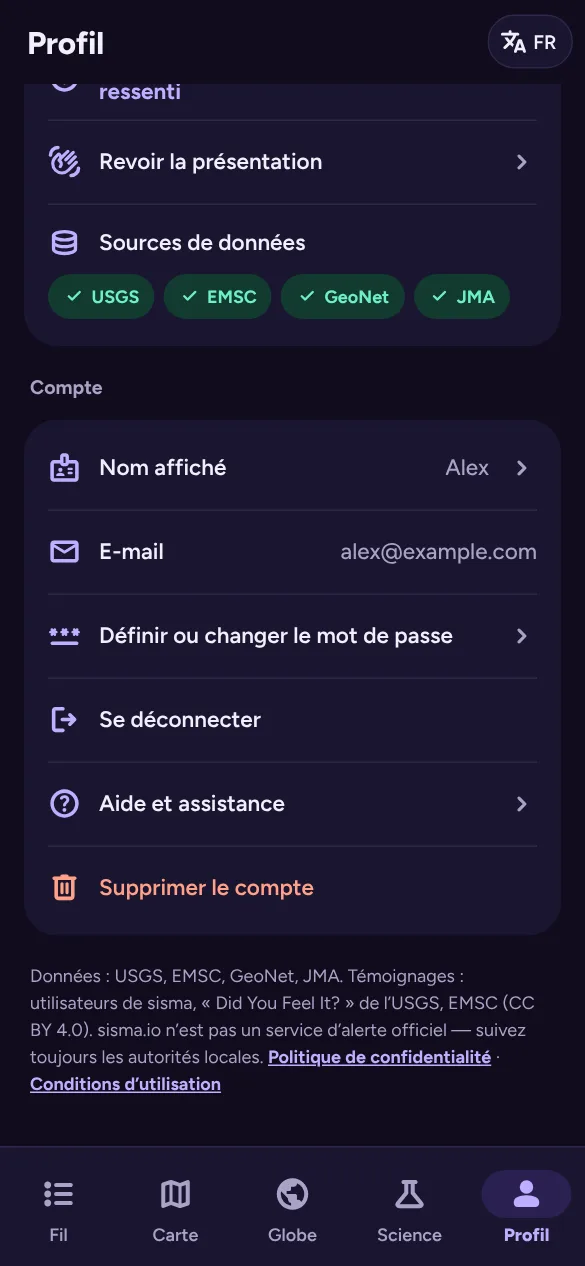 Profil
FR
ressenti
Revoir la présentation
Sources de données
USGS
EMSC
GeoNet
JMA
Compte
Nom affiché
Alex
E-mail
alex@example.com
Définir ou changer le mot de passe
Se déconnecter
Aide et assistance
Supprimer le compte
Données : USGS, EMSC, GeoNet, JMA. Témoignages :
utilisateurs de sisma, « Did You Feel It? » de l’USGS, EMSC (CC
BY 4.0). sisma.io n’est pas un service d’alerte officiel — suivez
toujours les autorités locales. Politique de confidentialité ·
Conditions d’utilisation
Fil
Carte
Globe
Science
Profil